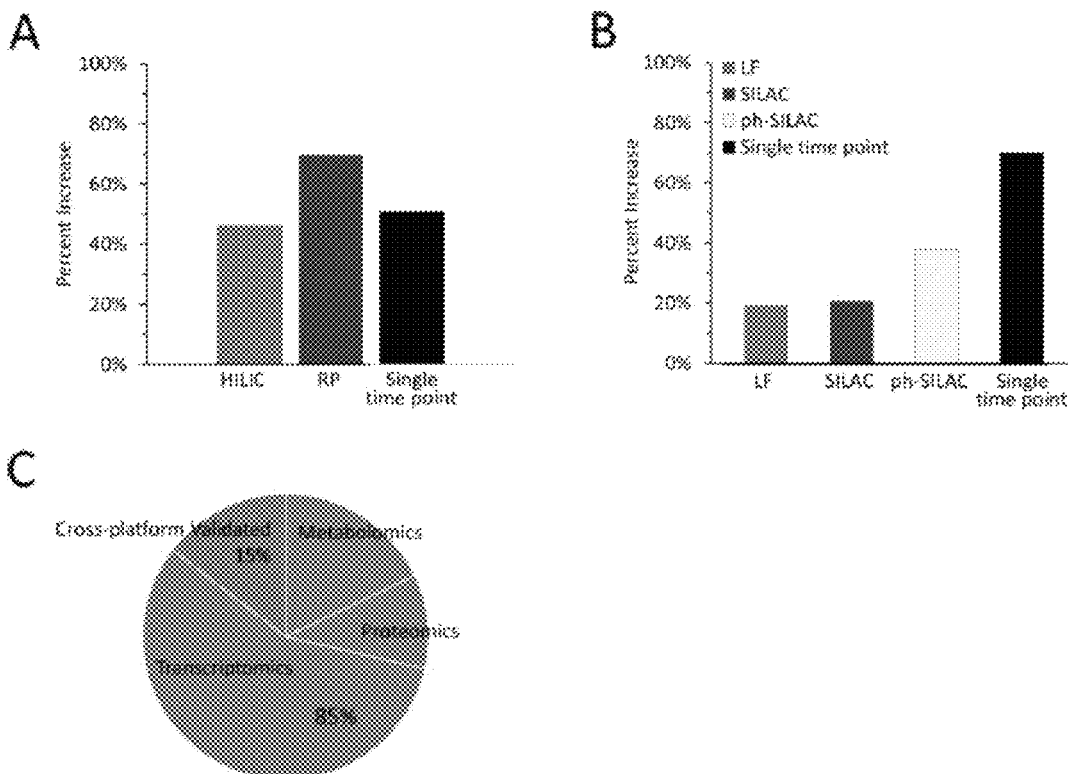 A
100%
80%
60%
40%
20%
0%
Percent Increase
HILIC
RP
Single
time point
B
100%
80%
60%
40%
20%
0%
Percent Increase
LF
SILAC
ph-SILAC
Single time point
LF
SILAC
ph-SILAC
Single
time point
C
Cross-platform Validated
15%
Metabolomics
Proteomics
Transcriptomics
85%